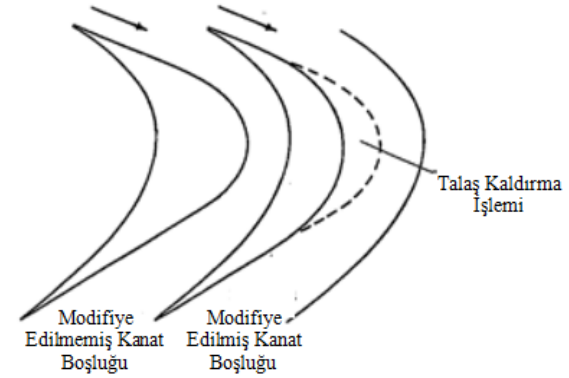 Talaş Kaldırma
İşlemi
Modifiye
Edilmemiş Kanat
Boşluğu
Modifiye
Edilmiş Kanat
Boşluğu